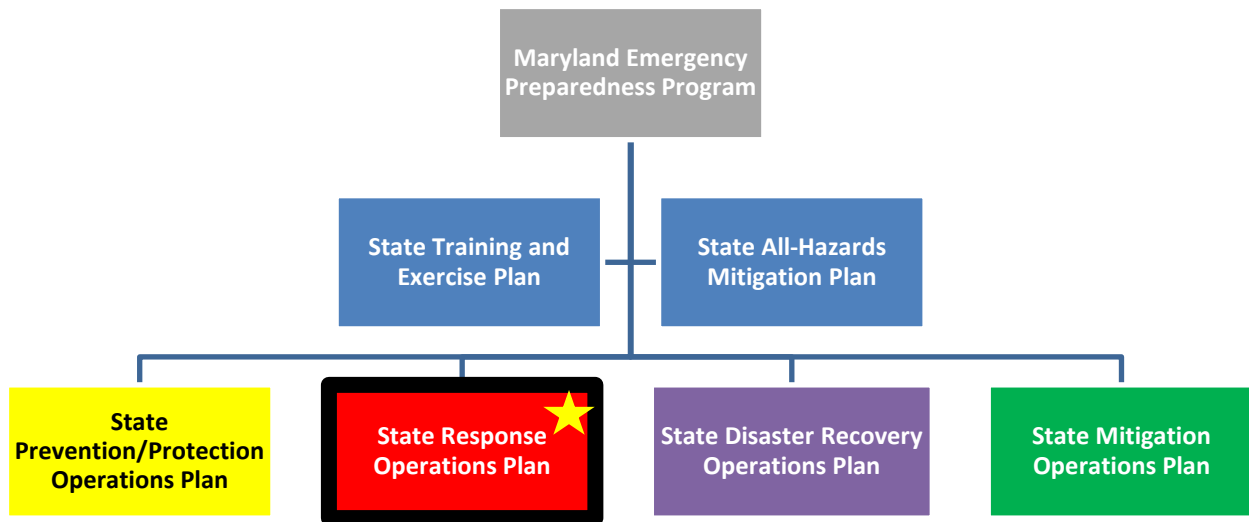 Maryland Emergency
Preparedness Program
State Training and
Exercise Plan
State All-Hazards
Mitigation Plan
State
Prevention/Protection
Operations Plan
State Response
Operations Plan
State Disaster Recovery
Operations Plan
State Mitigation
Operations Plan